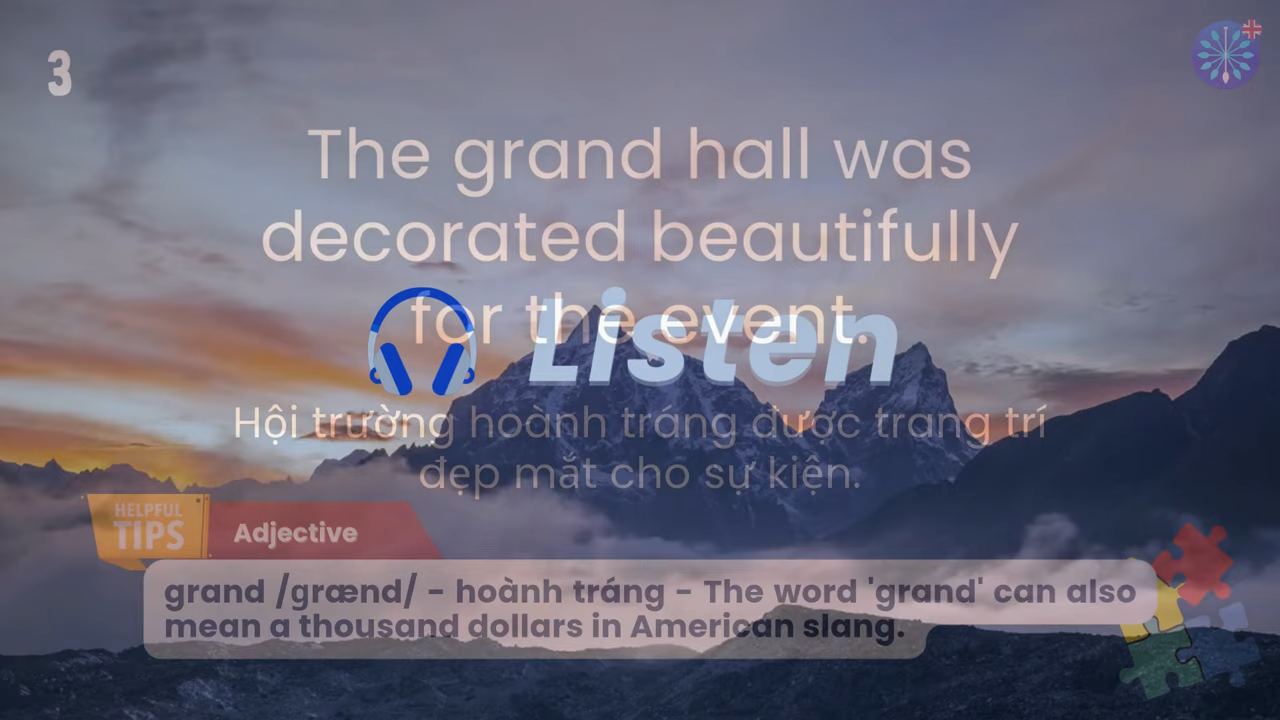 3
The grand hall was
decorated beautifully
for the event.
Listen
Hội trường hoành tráng được trang trí
đẹp mắt cho sự kiện.
HELPFUL
TIPS
Adjective
grand /grænd/ - hoành tráng - The word 'grand' can also
mean a thousand dollars in American slang.